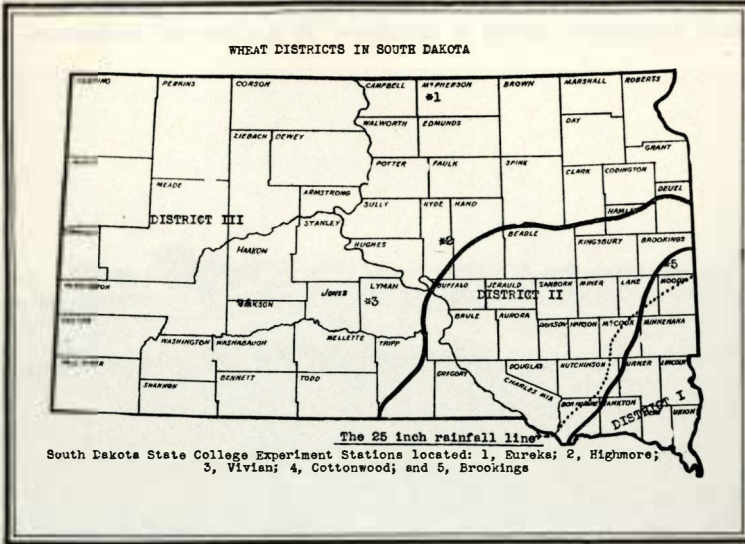 WHEAT DISTRICTS IN SOUTH DAKOTA
PERKINS CORSON CAMPBELL McPHERSON BROWN MARSHALL ROBERTS
*1
WALWORTH EDMUNDS DAY
ZIEBACH DEWEY
GRANT
POTTER FAULK SPINK CLARK CODINGTON
MEADE ARMSTRONG DEUEL
SULLY HYDE HAND HAMLIN
DISTRICT III STANLEY
BEADLE KINGSBURY BROOKINGS
HAAKON HUGHES *2
*5
BUFFALO JERAULD SANBORN MINER LAKE MOODY
JONES LYMAN DISTRICT II
*3
BRULE AURORA DAVISON HANSON McCOOK MINNEHAHA
WASHINGTON WASHABAUGH MELLETTE TRIPP
DOUGLAS HUTCHINSON TURNER LINCOLN
SHANNON BENNETT TODD GREGORY CHARLES MIX
BON HOMME YANKTON UNION
DISTRICT I
The 25 inch rainfall line
South Dakota State College Experiment Stations located: 1, Eureka; 2, Highmore;
3, Vivian; 4, Cottonwood; and 5, Brookings